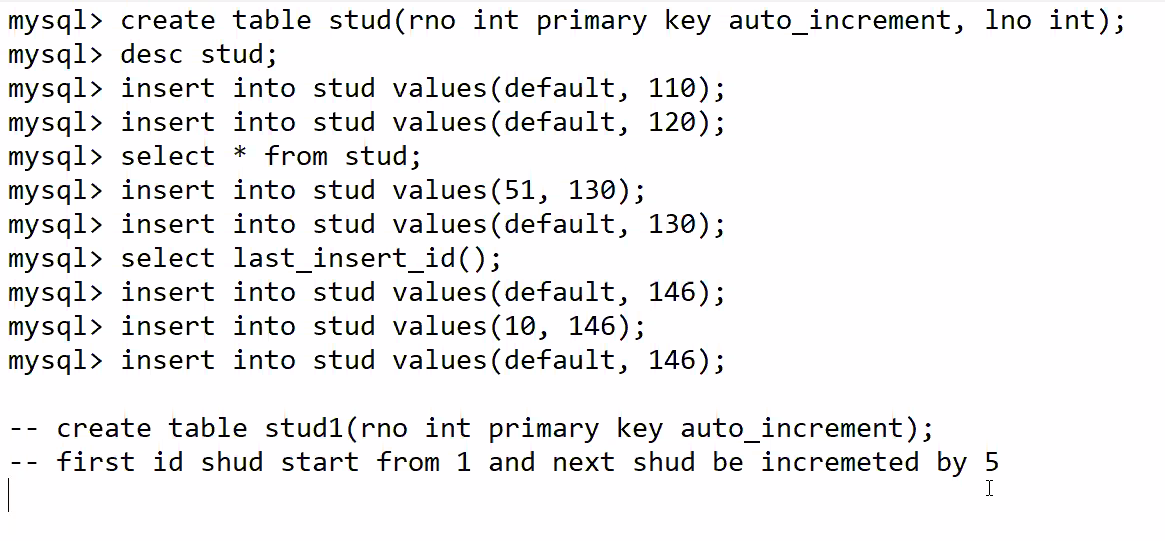 mysql> create table stud(rno int primary key auto_increment, lno int);
mysql> desc stud;
mysql> insert into stud values(default, 110);
mysql> insert into stud values(default, 120);
mysql> select * from stud;
mysql> insert into stud values(51, 130);
mysql> insert into stud values(default, 130);
mysql> select last_insert_id();
mysql> insert into stud values(default, 146);
mysql> insert into stud values(10, 146);
mysql> insert into stud values(default, 146);
-- create table stud1(rno int primary key auto_increment);
-- first id shud start from 1 and next shud be incremeted by 5